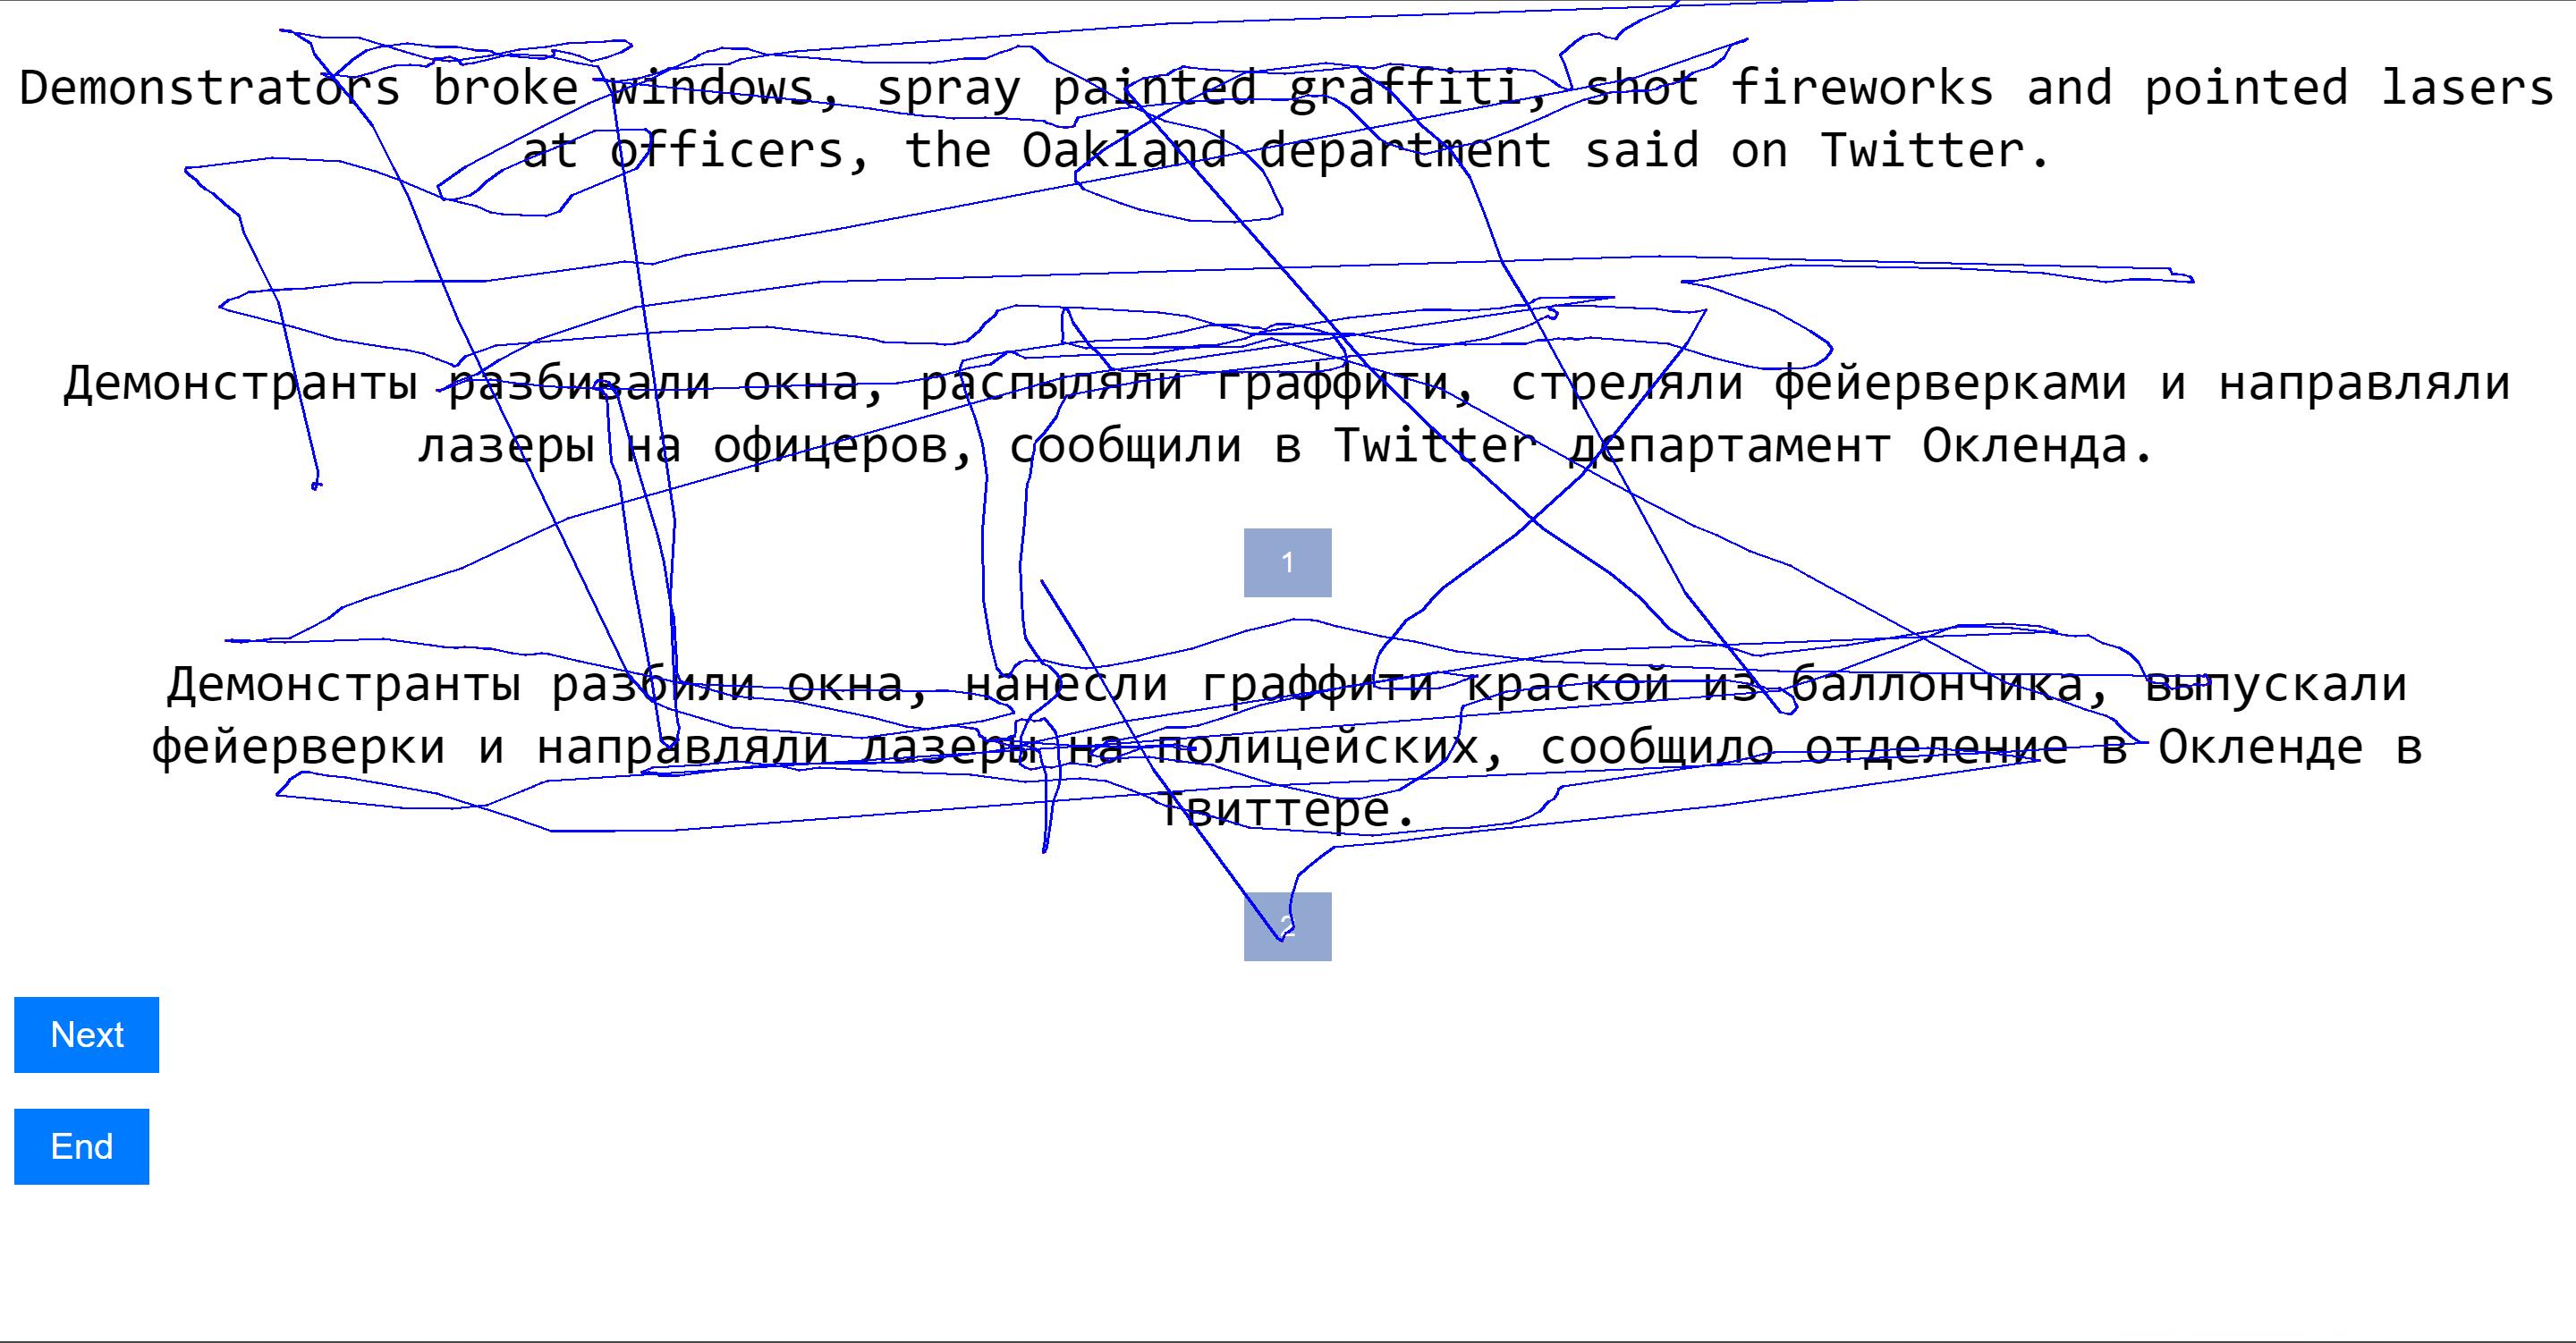 Demonstrators broke windows, spray painted graffiti, shot fireworks and pointed lasers
at officers, the Oakland department said on Twitter.
Демонстранты разбивали окна, распыляли граффити, стреляли фейерверками и направляли
лазеры на офицеров, сообщили в Twitter департамент Окленда.
1
Демонстранты разбили окна, нанесли граффити краской из баллончика, выпускали
фейерверки и направляли лазеры на полицейских, сообщило отделение в Окленде в
Твиттере.
2
Next
End